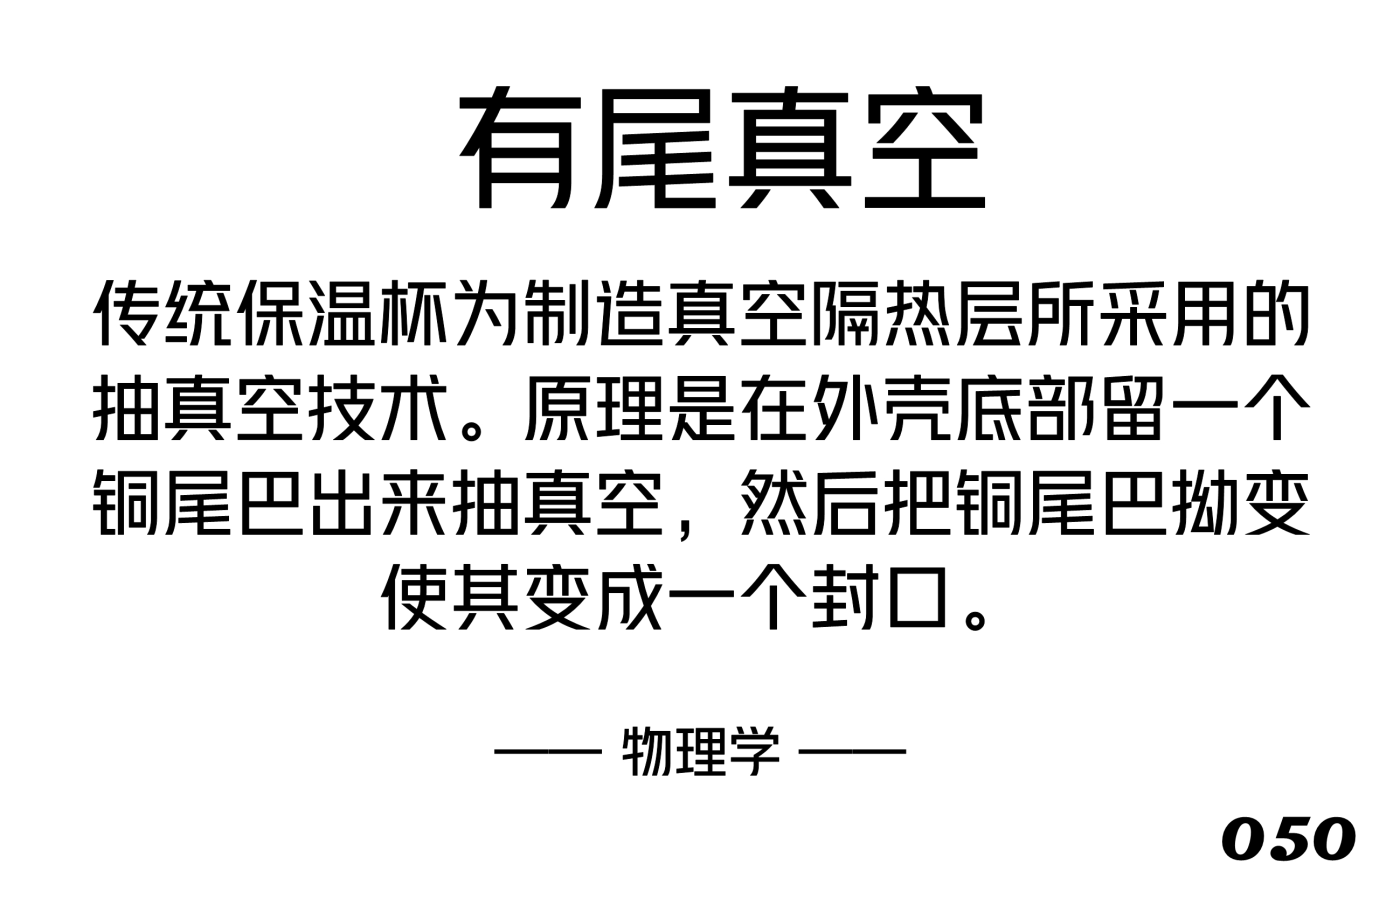 有尾真空
传统保温杯为制造真空隔热层所采用的
抽真空技术。原理是在外壳底部留一个
铜尾巴出来抽真空，然后把铜尾巴拗变
使其变成一个封口。
—— 物理学 ——
050